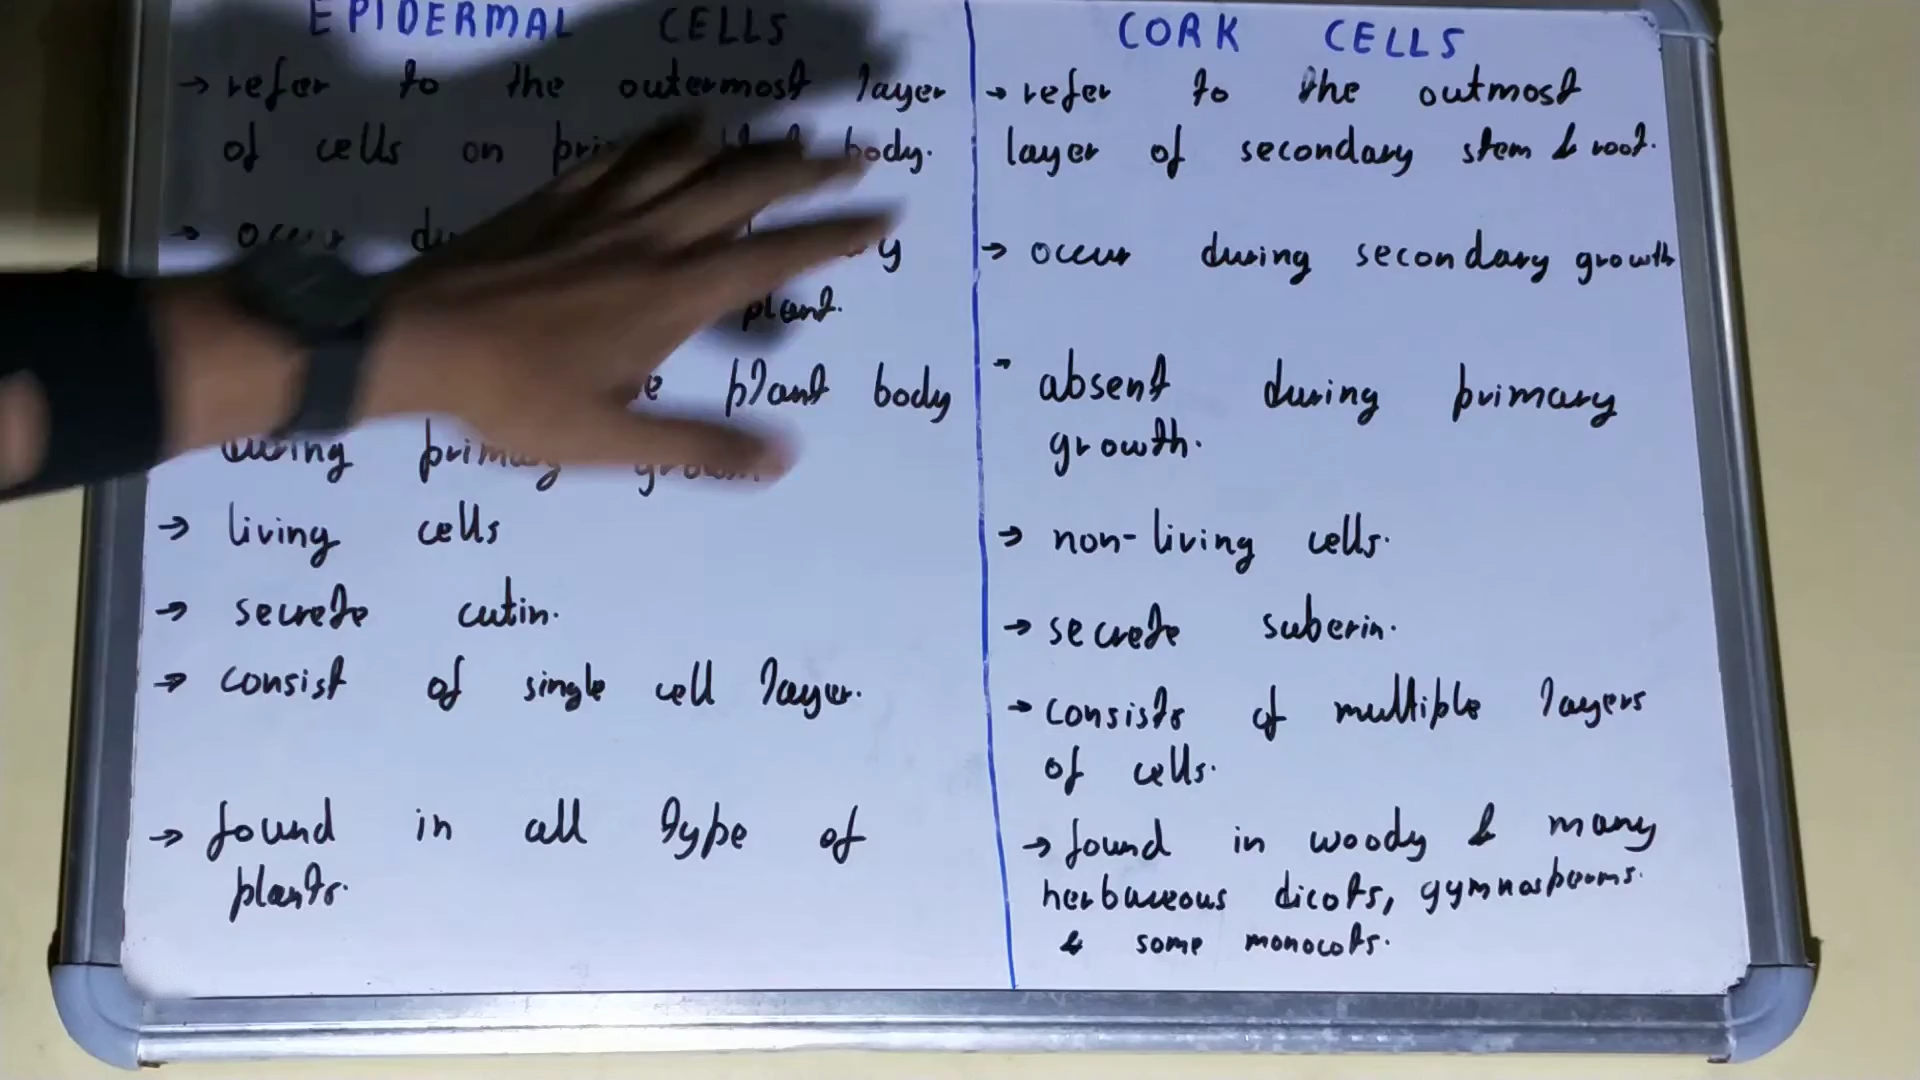 EPIDERMAL CELLS
→ refer to the outermost layer
of cells on body.
→ occur
plant.
plant body
during primary growth
→ living cells
→ secrete cutin.
→ consist of single cell layer.
→ found in all type of
plants.
CORK CELLS
→ refer to the outmost
layer of secondary stem & root.
→ occur during secondary growth
→ absent during primary
growth.
→ non-living cells.
→ secrete suberin.
→ consists of multiple layers
of cells.
→ found in woody & many
herbaceous dicots, gymnosperms.
& some monocots.